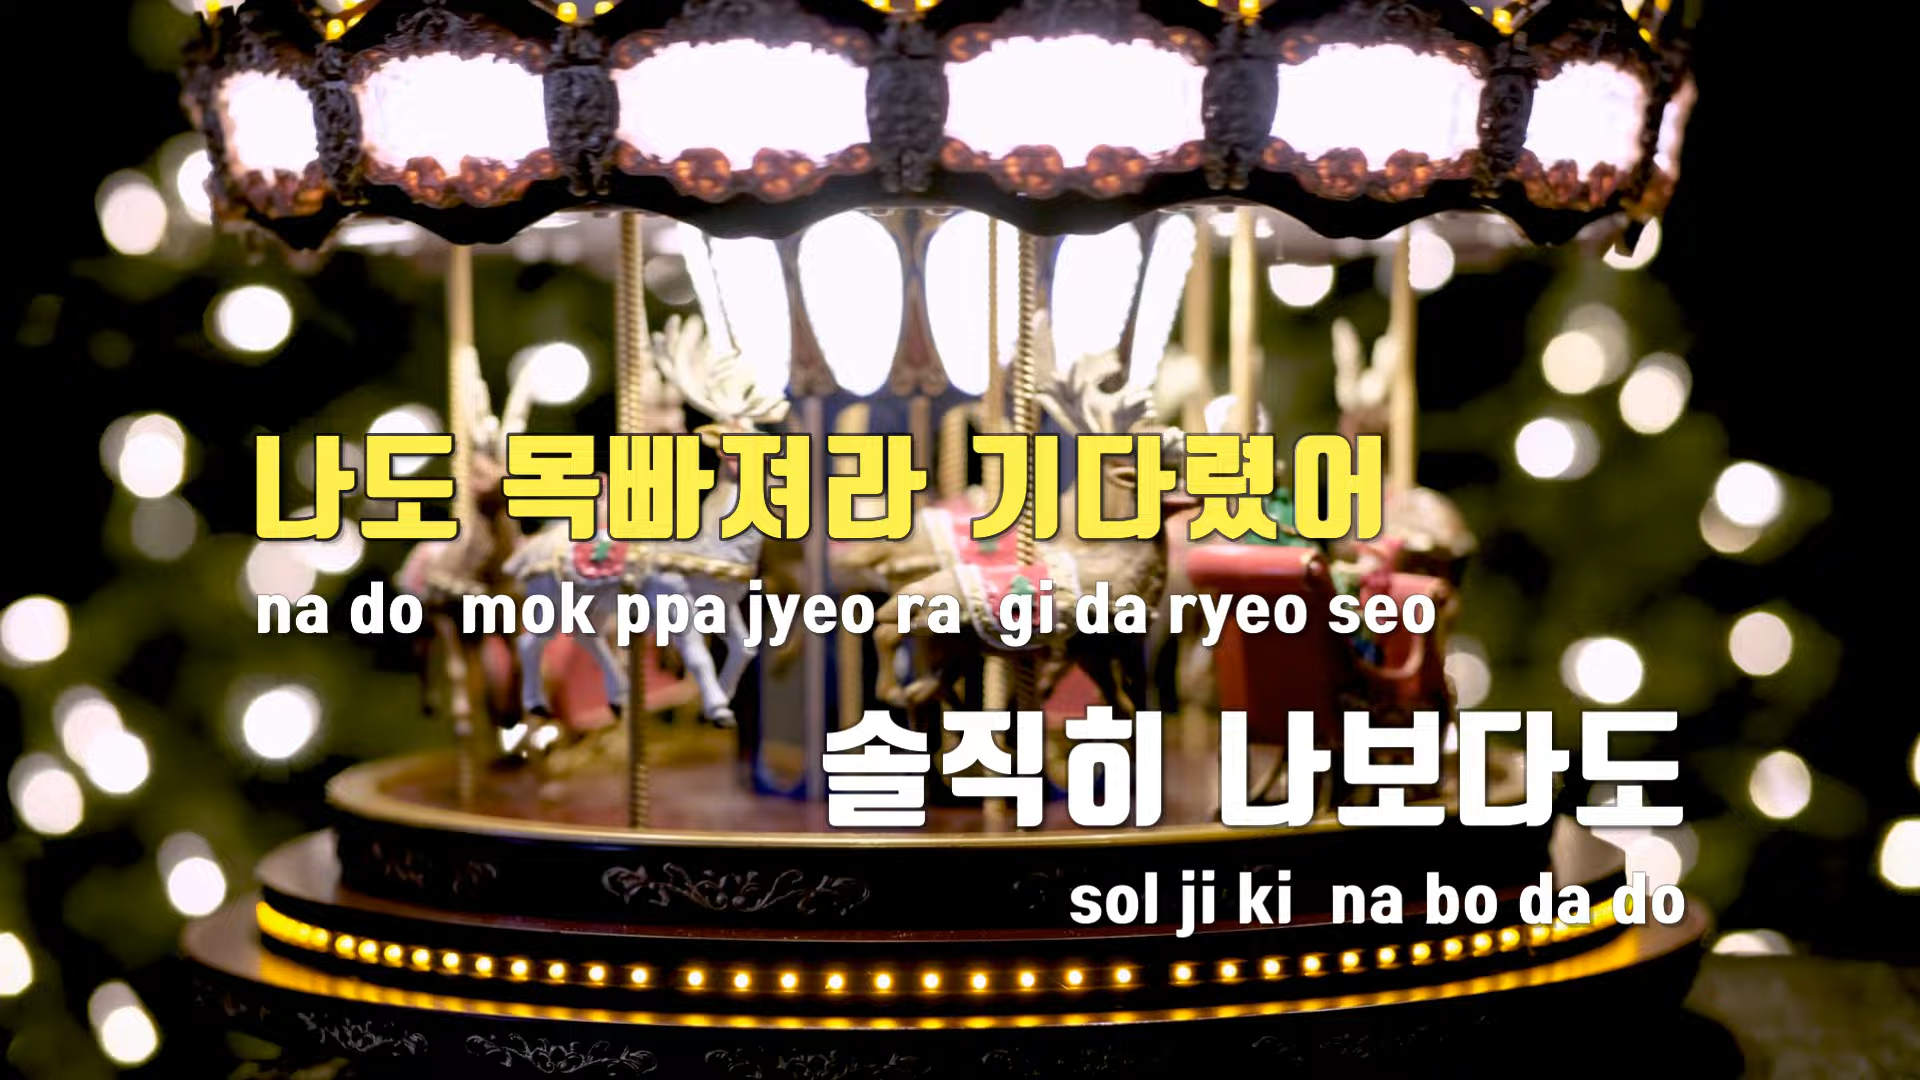 나도 목빠져라 기다렸어
na do mok ppa jyeo ra gi da ryeo seo
솔직히 나보다도
sol ji ki na bo da do